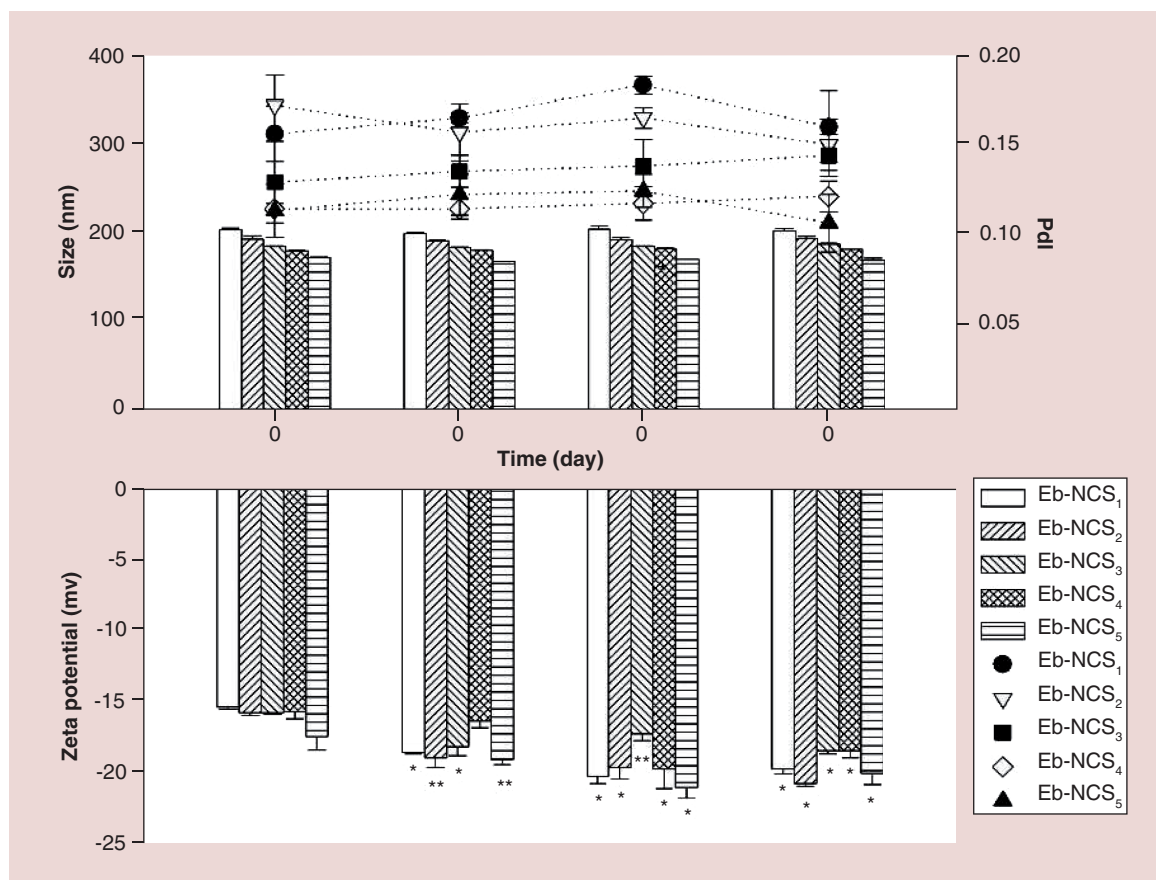 400
300
200
100
0
Size (nm)
0.20
0.15
0.10
0.05
PdI
0 0 0 0
Time (day)
0
-5
-10
-15
-20
-25
Zeta potential (mv)
* ** * **
* * ** * *
* * * * *
Eb-NCS1
Eb-NCS2
Eb-NCS3
Eb-NCS4
Eb-NCS5
Eb-NCS1
Eb-NCS2
Eb-NCS3
Eb-NCS4
Eb-NCS5